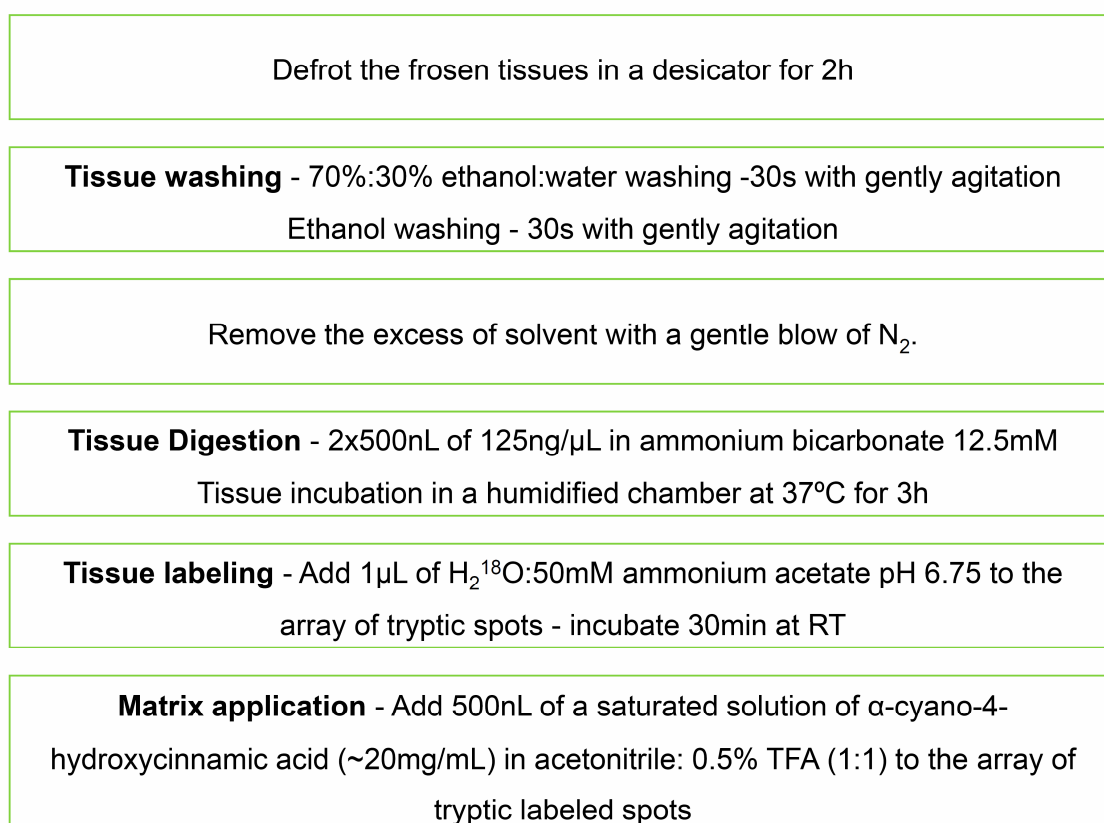 Defrot the frosen tissues in a desicator for 2h
Tissue washing - 70%:30% ethanol:water washing -30s with gently agitation
Ethanol washing - 30s with gently agitation
Remove the excess of solvent with a gentle blow of N₂.
Tissue Digestion - 2x500nL of 125ng/µL in ammonium bicarbonate 12.5mM
Tissue incubation in a humidified chamber at 37ºC for 3h
Tissue labeling - Add 1µL of H₂¹⁸O:50mM ammonium acetate pH 6.75 to the
array of tryptic spots - incubate 30min at RT
Matrix application - Add 500nL of a saturated solution of α-cyano-4-
hydroxycinnamic acid (~20mg/mL) in acetonitrile: 0.5% TFA (1:1) to the array of
tryptic labeled spots